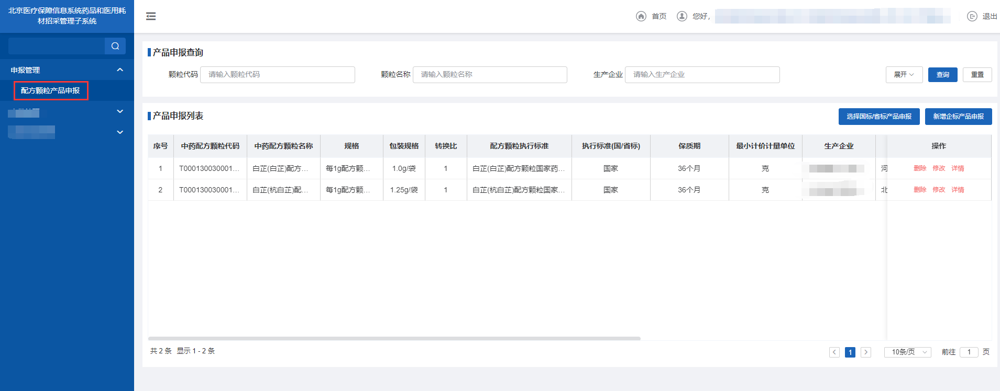 北京医疗保障信息系统药品和医用耗
材招采管理子系统
首页
您好,
退出
申报管理
配方颗粒产品申报
产品申报查询
颗粒代码 请输入颗粒代码 颗粒名称 请输入颗粒名称 生产企业 请输入生产企业 展开 查询 重置
产品申报列表
选择国标/省标产品申报 新增企标产品申报
序号 中药配方颗粒代码 中药配方颗粒名称 规格 包装规格 转换比 配方颗粒执行标准 执行标准(国/省标) 保质期 最小计价计量单位 生产企业 操作
1 T000130030001... 白芷(白芷)配方... 每1g配方颗... 1.0g/袋 1 白芷(白芷)配方颗粒国家药... 国家 36个月 克 河 删除 修改 详情
2 T000130030001... 白芷(杭白芷)配... 每1g配方颗... 1.25g/袋 1 白芷(杭白芷)配方颗粒国家... 国家 36个月 克 北 删除 修改 详情
共 2 条 显示 1 - 2 条
1 10条/页 前往 1 页